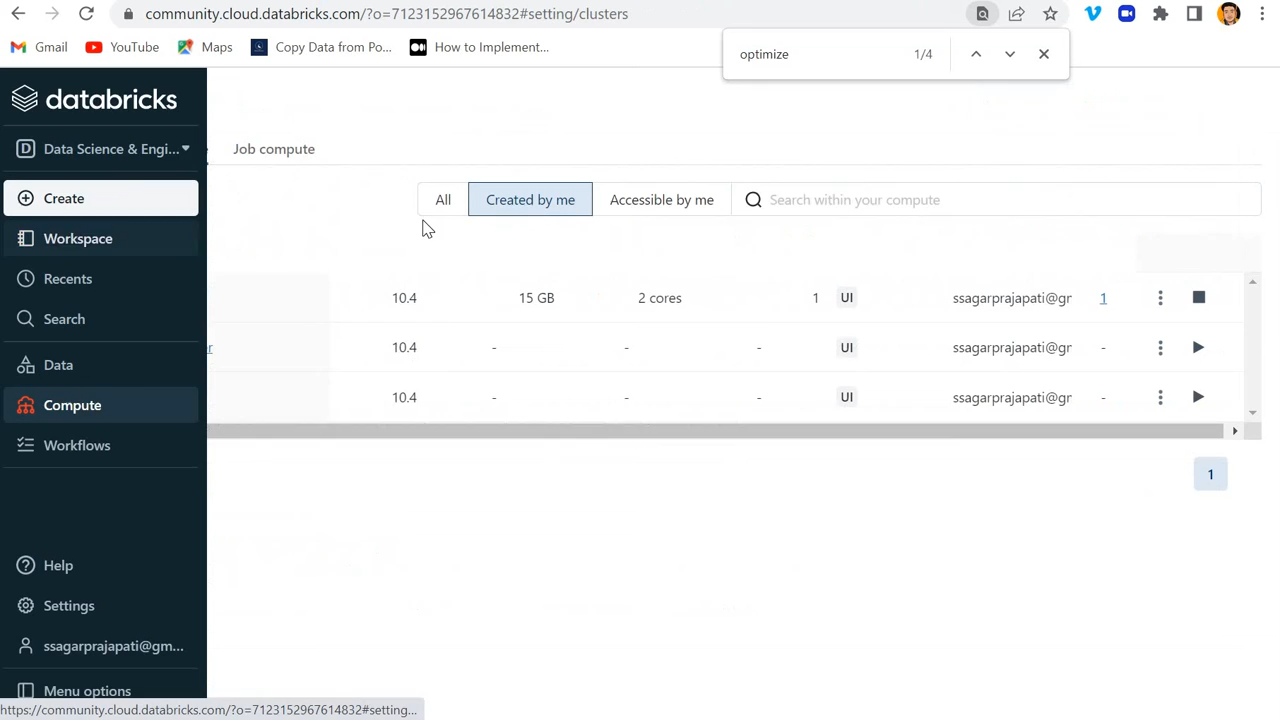 community.cloud.databricks.com/?o=7123152967614832#setting/clusters
Gmail YouTube Maps Copy Data from Po... How to Implement...
optimize 1/4
databricks
Data Science & Engi...
Job compute
Create
All Created by me Accessible by me Search within your compute
Workspace
Recents
10.4 15 GB 2 cores 1 UI ssagarprajapati@gr 1
Search
r 10.4 - - - UI ssagarprajapati@gr -
Data
10.4 - - - UI ssagarprajapati@gr -
Compute
Workflows
1
Help
Settings
ssagarprajapati@gm...
Menu options
https://community.cloud.databricks.com/?o=7123152967614832#setting...